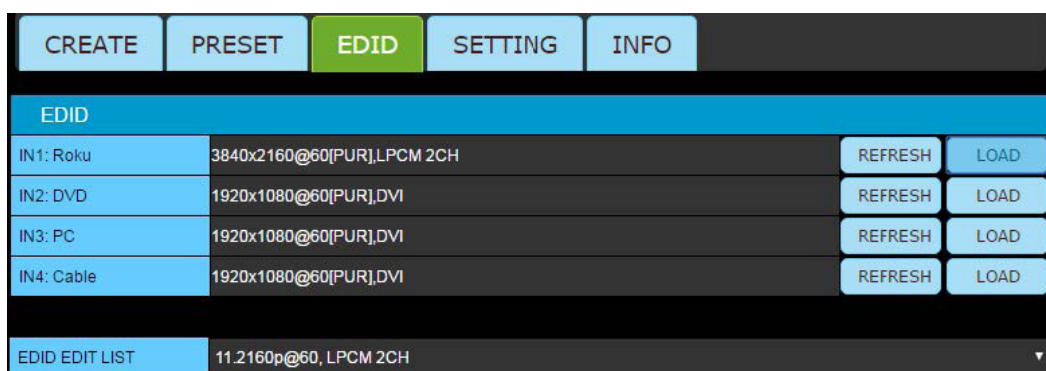 CREATE PRESET EDID SETTING INFO
EDID
IN1: Roku 3840x2160@60[PUR],LPCM 2CH REFRESH LOAD
IN2: DVD 1920x1080@60[PUR],DVI REFRESH LOAD
IN3: PC 1920x1080@60[PUR],DVI REFRESH LOAD
IN4: Cable 1920x1080@60[PUR],DVI REFRESH LOAD
EDID EDIT LIST 11.2160p@60, LPCM 2CH